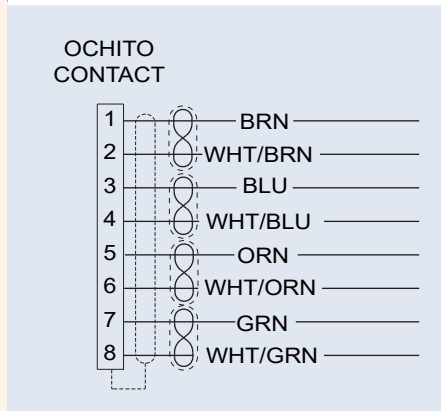 OCHITO
CONTACT
1 BRN
2 WHT/BRN
3 BLU
4 WHT/BLU
5 ORN
6 WHT/ORN
7 GRN
8 WHT/GRN